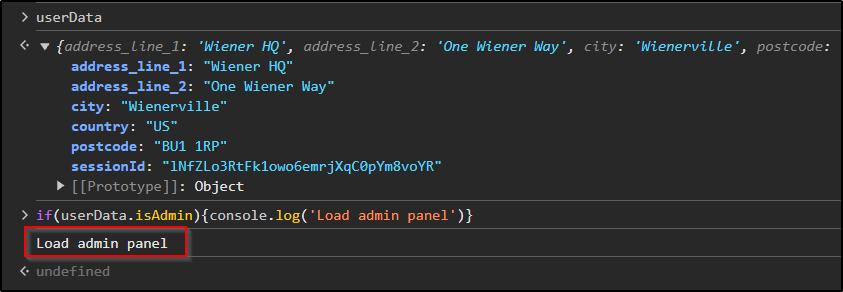 userData
{address_line_1: 'Wiener HQ', address_line_2: 'One Wiener Way', city: 'Wienerville', postcode:
address_line_1: "Wiener HQ"
address_line_2: "One Wiener Way"
city: "Wienerville"
country: "US"
postcode: "BU1 1RP"
sessionId: "lNfZLo3RtFk1owo6emrjXqC0pYm8voYR"
[[Prototype]]: Object
if(userData.isAdmin){console.log('Load admin panel')}
Load admin panel
undefined